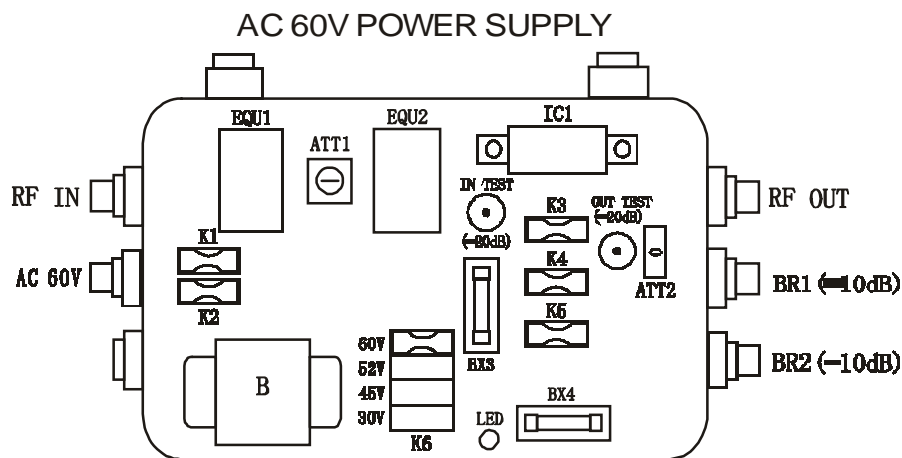 AC 60V POWER SUPPLY
EQU1
ATT1
EQU2
IC1
RF IN
IN TEST
(-20dB)
K3
OUT TEST
(-20dB)
RF OUT
K1
AC 60V
K2
K4
ATT2
BR1 (-10dB)
K5
60V
52V
45V
30V
K6
BX3
BR2 (-10dB)
B
LED
BX4